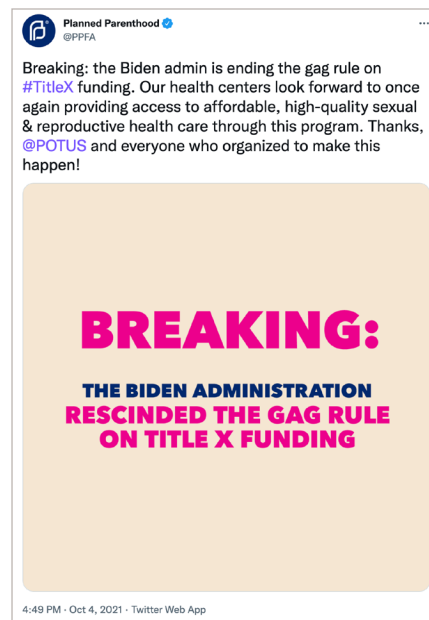 Planned Parenthood
@PPFA
Breaking: the Biden admin is ending the gag rule on
#TitleX funding. Our health centers look forward to once
again providing access to affordable, high-quality sexual
& reproductive health care through this program. Thanks,
@POTUS and everyone who organized to make this
happen!
BREAKING:
THE BIDEN ADMINISTRATION
RESCINDED THE GAG RULE
ON TITLE X FUNDING
4:49 PM · Oct 4, 2021 · Twitter Web App